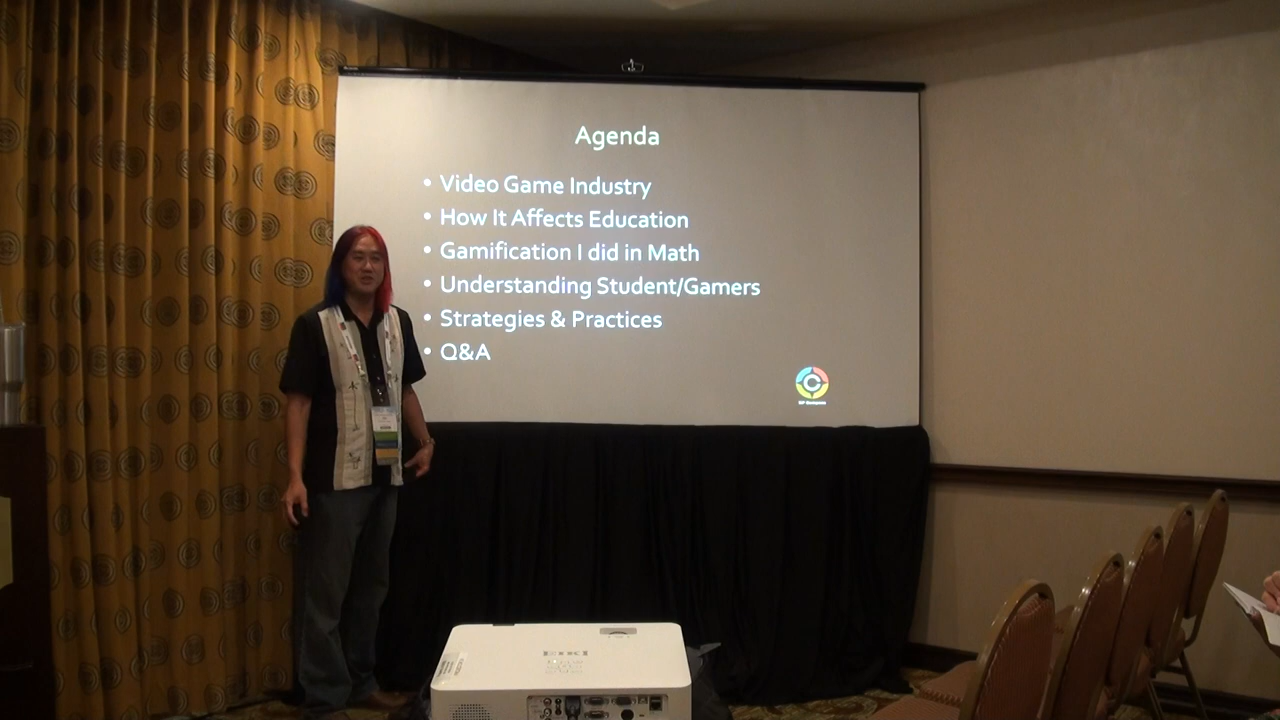 Agenda
• Video Game Industry
• How It Affects Education
• Gamification I did in Math
• Understanding Student/Gamers
• Strategies & Practices
• Q&A
C